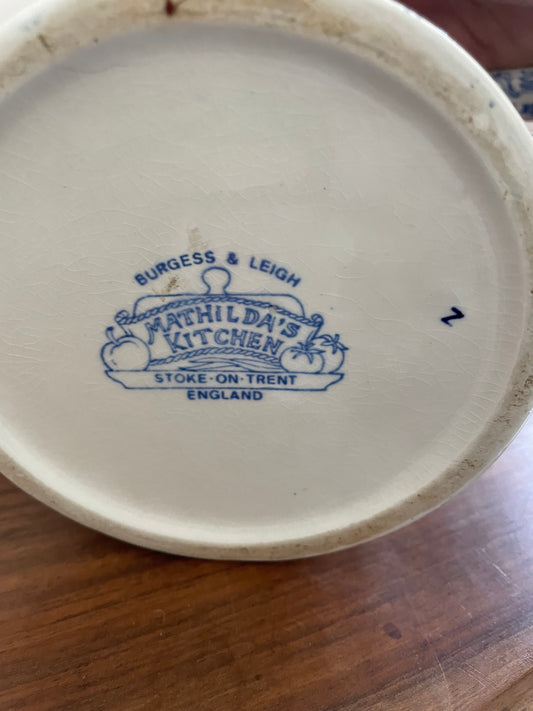 BURGESS & LEIGH
MATHILDA'S
KITCHEN
STOKE-ON-TRENT
ENGLAND
Z